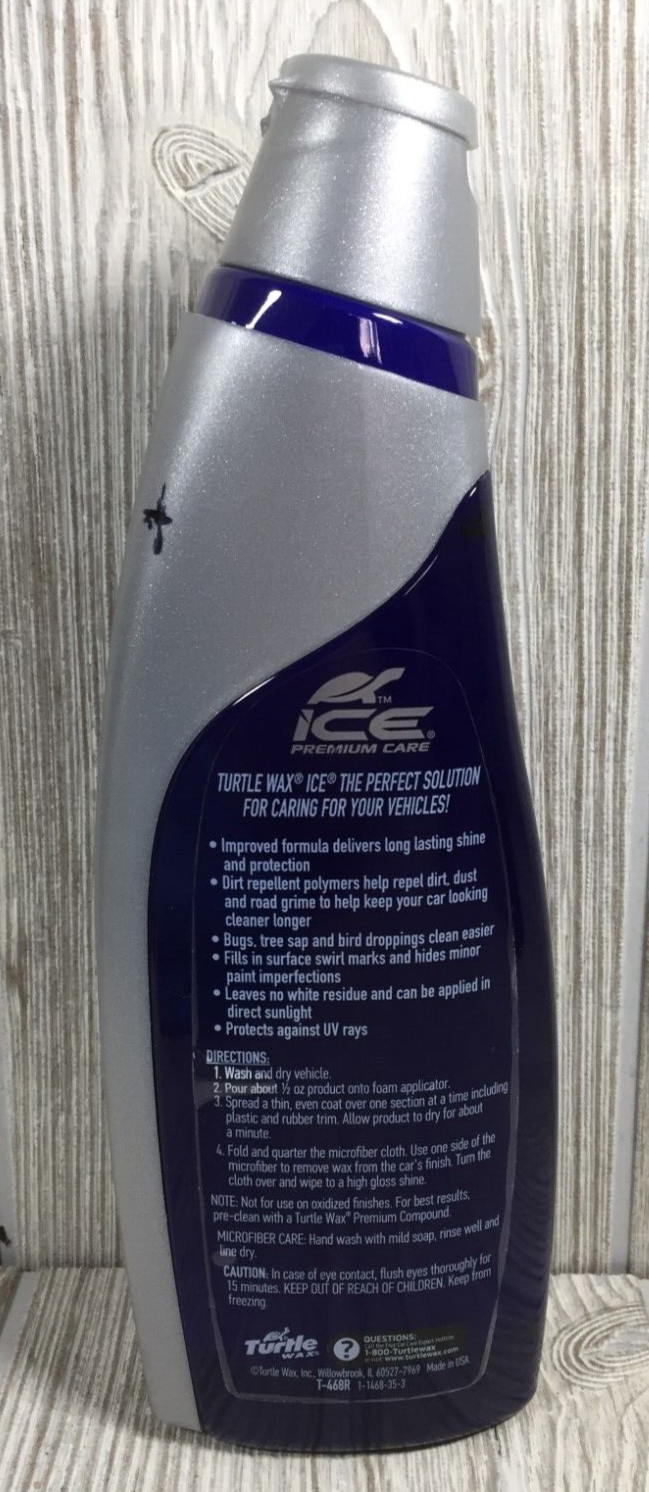 ICE®
PREMIUM CARE
TURTLE WAX® ICE® THE PERFECT SOLUTION
FOR CARING FOR YOUR VEHICLES!
• Improved formula delivers long lasting shine
and protection
• Dirt repellent polymers help repel dirt, dust
and road grime to help keep your car looking
cleaner longer
• Bugs, tree sap and bird droppings clean easier
• Fills in surface swirl marks and hides minor
paint imperfections
• Leaves no white residue and can be applied in
direct sunlight
• Protects against UV rays
DIRECTIONS:
1. Wash and dry vehicle.
2. Pour about ½ oz product onto foam applicator.
3. Spread a thin, even coat over one section at a time including
plastic and rubber trim. Allow product to dry for about
a minute.
4. Fold and quarter the microfiber cloth. Use one side of the
microfiber to remove wax from the car's finish. Turn the
cloth over and wipe to a high gloss shine.
NOTE: Not for use on oxidized finishes. For best results,
pre-clean with a Turtle Wax® Premium Compound.
MICROFIBER CARE: Hand wash with mild soap, rinse well and
line dry.
CAUTION: In case of eye contact, flush eyes thoroughly for
15 minutes. KEEP OUT OF REACH OF CHILDREN. Keep from
freezing.
Turtle
WAX®
? QUESTIONS:
Call the Free Car Care Expert Hotline
1-800-Turtlewax
or visit www.turtlewax.com
©Turtle Wax, Inc., Willowbrook, IL 60527-7969 Made in USA.
T-468R 1-1468-35-3